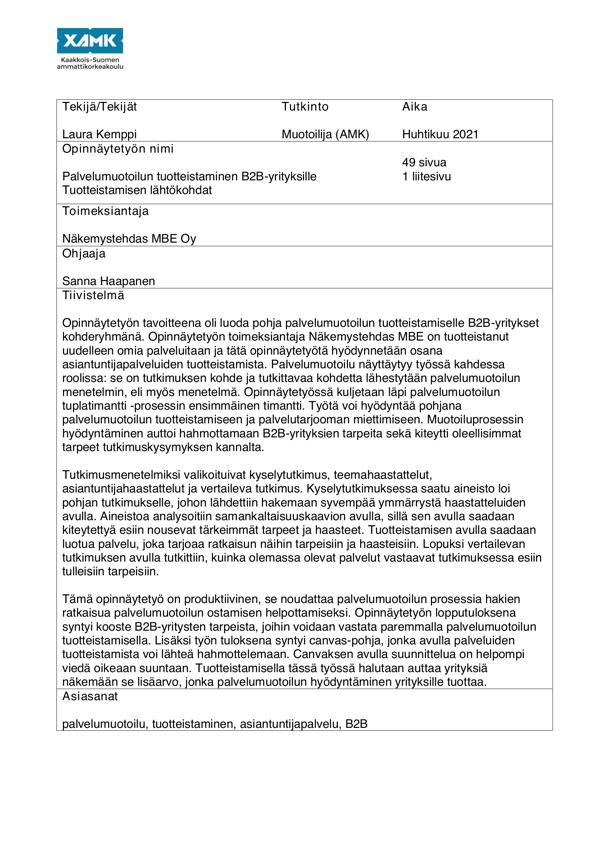 XAMK
Kaakkois-Suomen
ammattikorkeakoulu
Tekijä/Tekijät Tutkinto Aika
Laura Kemppi Muotoilija (AMK) Huhtikuu 2021
Opinnäytetyön nimi
49 sivua
Palvelumuotoilun tuotteistaminen B2B-yrityksille 1 liitesivu
Tuotteistamisen lähtökohdat
Toimeksiantaja
Näkemystehdas MBE Oy
Ohjaaja
Sanna Haapanen
Tiivistelmä
Opinnäytetyön tavoitteena oli luoda pohja palvelumuotoilun tuotteistamiselle B2B-yritykset
kohderyhmänä. Opinnäytetyön toimeksiantaja Näkemystehdas MBE on tuotteistanut
uudelleen omia palveluitaan ja tätä opinnäytetyötä hyödynnetään osana
asiantuntijapalveluiden tuotteistamista. Palvelumuotoilu näyttäytyy työssä kahdessa
roolissa: se on tutkimuksen kohde ja tutkittavaa kohdetta lähestytään palvelumuotoilun
menetelmin, eli myös menetelmä. Opinnäytetyössä kuljetaan läpi palvelumuotoilun
tuplatimantti -prosessin ensimmäinen timantti. Työtä voi hyödyntää pohjana
palvelumuotoilun tuotteistamiseen ja palvelutarjooman miettimiseen. Muotoiluprosessin
hyödyntäminen auttoi hahmottamaan B2B-yrityksien tarpeita sekä kiteytti oleellisimmat
tarpeet tutkimuskysymyksen kannalta.
Tutkimusmenetelmiksi valikoituivat kyselytutkimus, teemahaastattelut,
asiantuntijahaastattelut ja vertaileva tutkimus. Kyselytutkimuksessa saatu aineisto loi
pohjan tutkimukselle, johon lähdettiin hakemaan syvempää ymmärrystä haastatteluiden
avulla. Aineistoa analysoitiin samankaltaisuuskaavion avulla, sillä sen avulla saadaan
kiteytettyä esiin nousevat tärkeimmät tarpeet ja haasteet. Tuotteistamisen avulla saadaan
luotua palvelu, joka tarjoaa ratkaisun näihin tarpeisiin ja haasteisiin. Lopuksi vertailevan
tutkimuksen avulla tutkittiin, kuinka olemassa olevat palvelut vastaavat tutkimuksessa esiin
tulleisiin tarpeisiin.
Tämä opinnäytetyö on produktiivinen, se noudattaa palvelumuotoilun prosessia hakien
ratkaisua palvelumuotoilun ostamisen helpottamiseksi. Opinnäytetyön lopputuloksena
syntyi kooste B2B-yritysten tarpeista, joihin voidaan vastata paremmalla palvelumuotoilun
tuotteistamisella. Lisäksi työn tuloksena syntyi canvas-pohja, jonka avulla palveluiden
tuotteistamista voi lähteä hahmottelemaan. Canvaksen avulla suunnittelua on helpompi
viedä oikeaan suuntaan. Tuotteistamisella tässä työssä halutaan auttaa yrityksiä
näkemään se lisäarvo, jonka palvelumuotoilun hyödyntäminen yrityksille tuottaa.
Asiasanat
palvelumuotoilu, tuotteistaminen, asiantuntijapalvelu, B2B